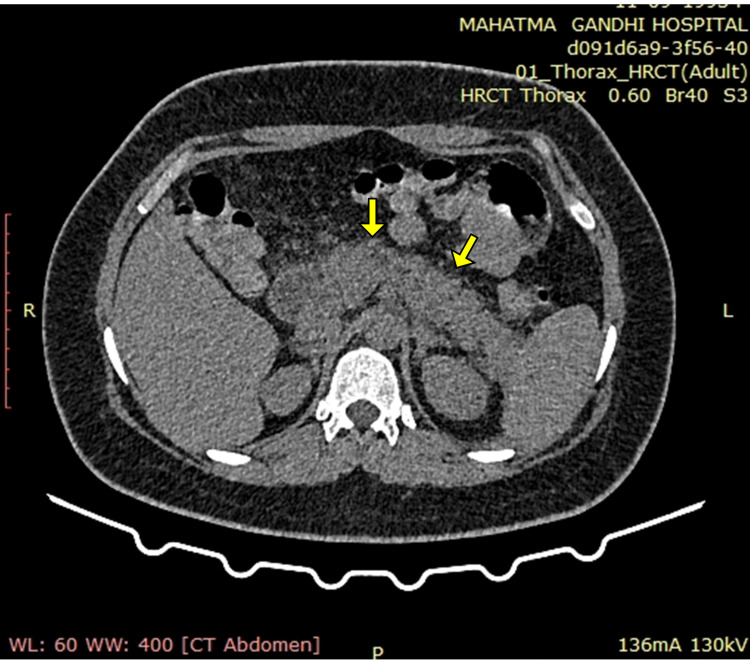 MAHATMA GANDHI HOSPITAL
d091d6a9-3f56-40
01_Thorax_HRCT(Adult)
HRCT Thorax 0.60 Br40 S3
R
L
WL: 60 WW: 400 [CT Abdomen]
P
136mA 130kV